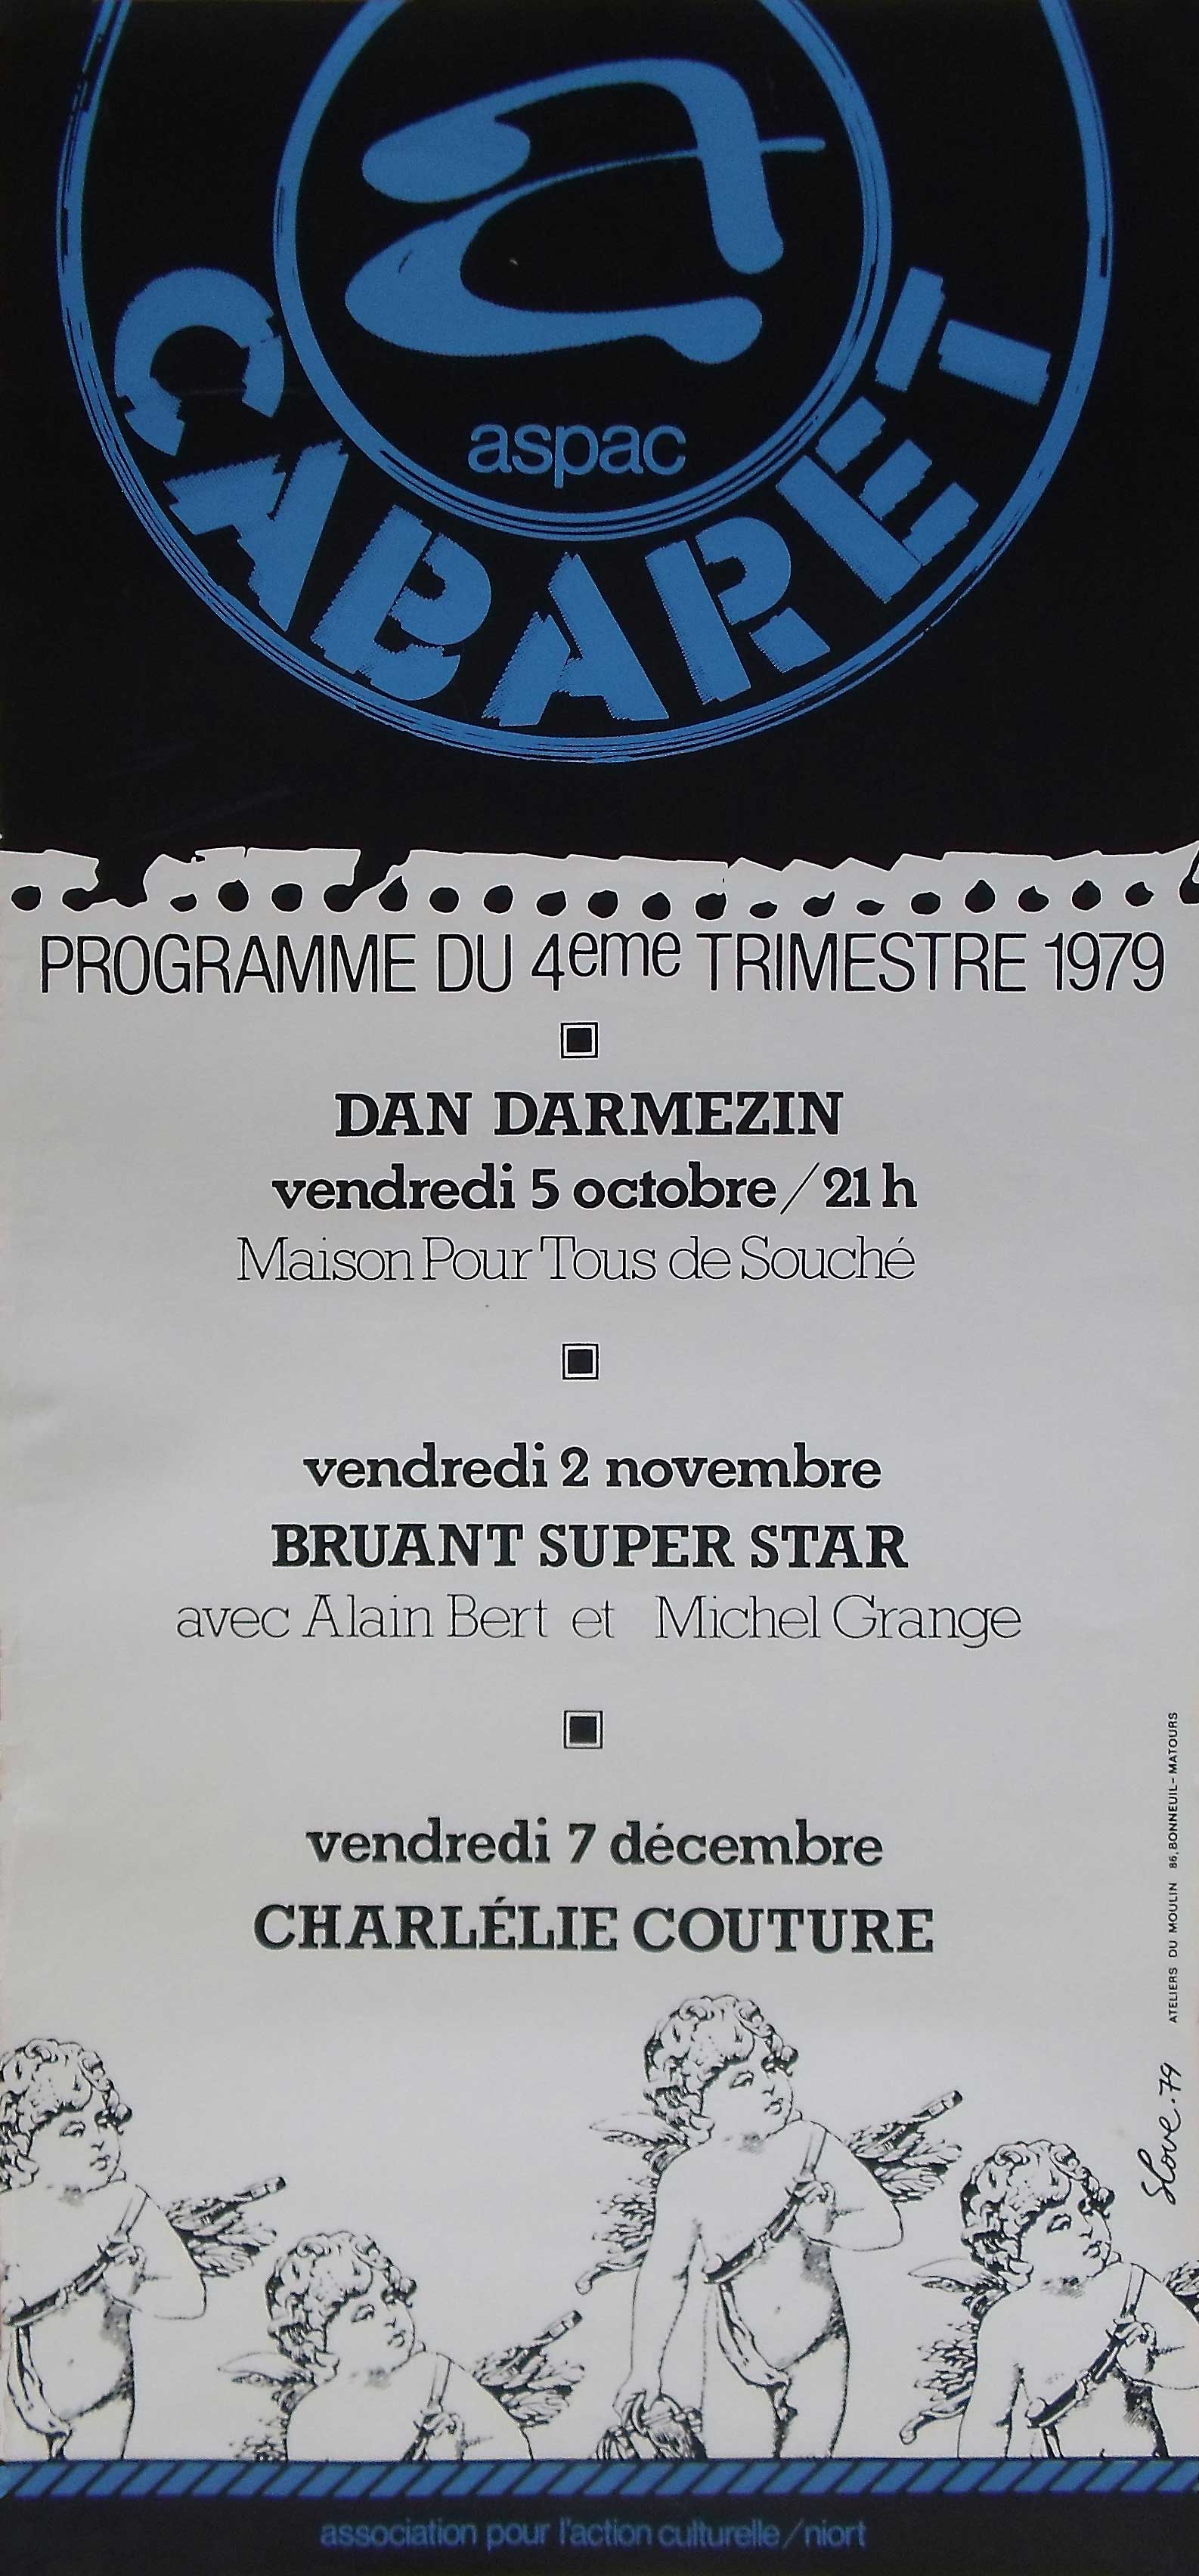 aspac
CABARET
PROGRAMME DU 4eme TRIMESTRE 1979
DAN DARMEZIN
vendredi 5 octobre / 21 h
Maison Pour Tous de Souché
vendredi 2 novembre
BRUANT SUPER STAR
avec Alain Bert et Michel Grange
vendredi 7 décembre
CHARLÉLIE COUTURE
ATELIERS DU MOULIN 86, BONNEUIL-MATOURS
Slove.79
association pour l'action culturelle/niort